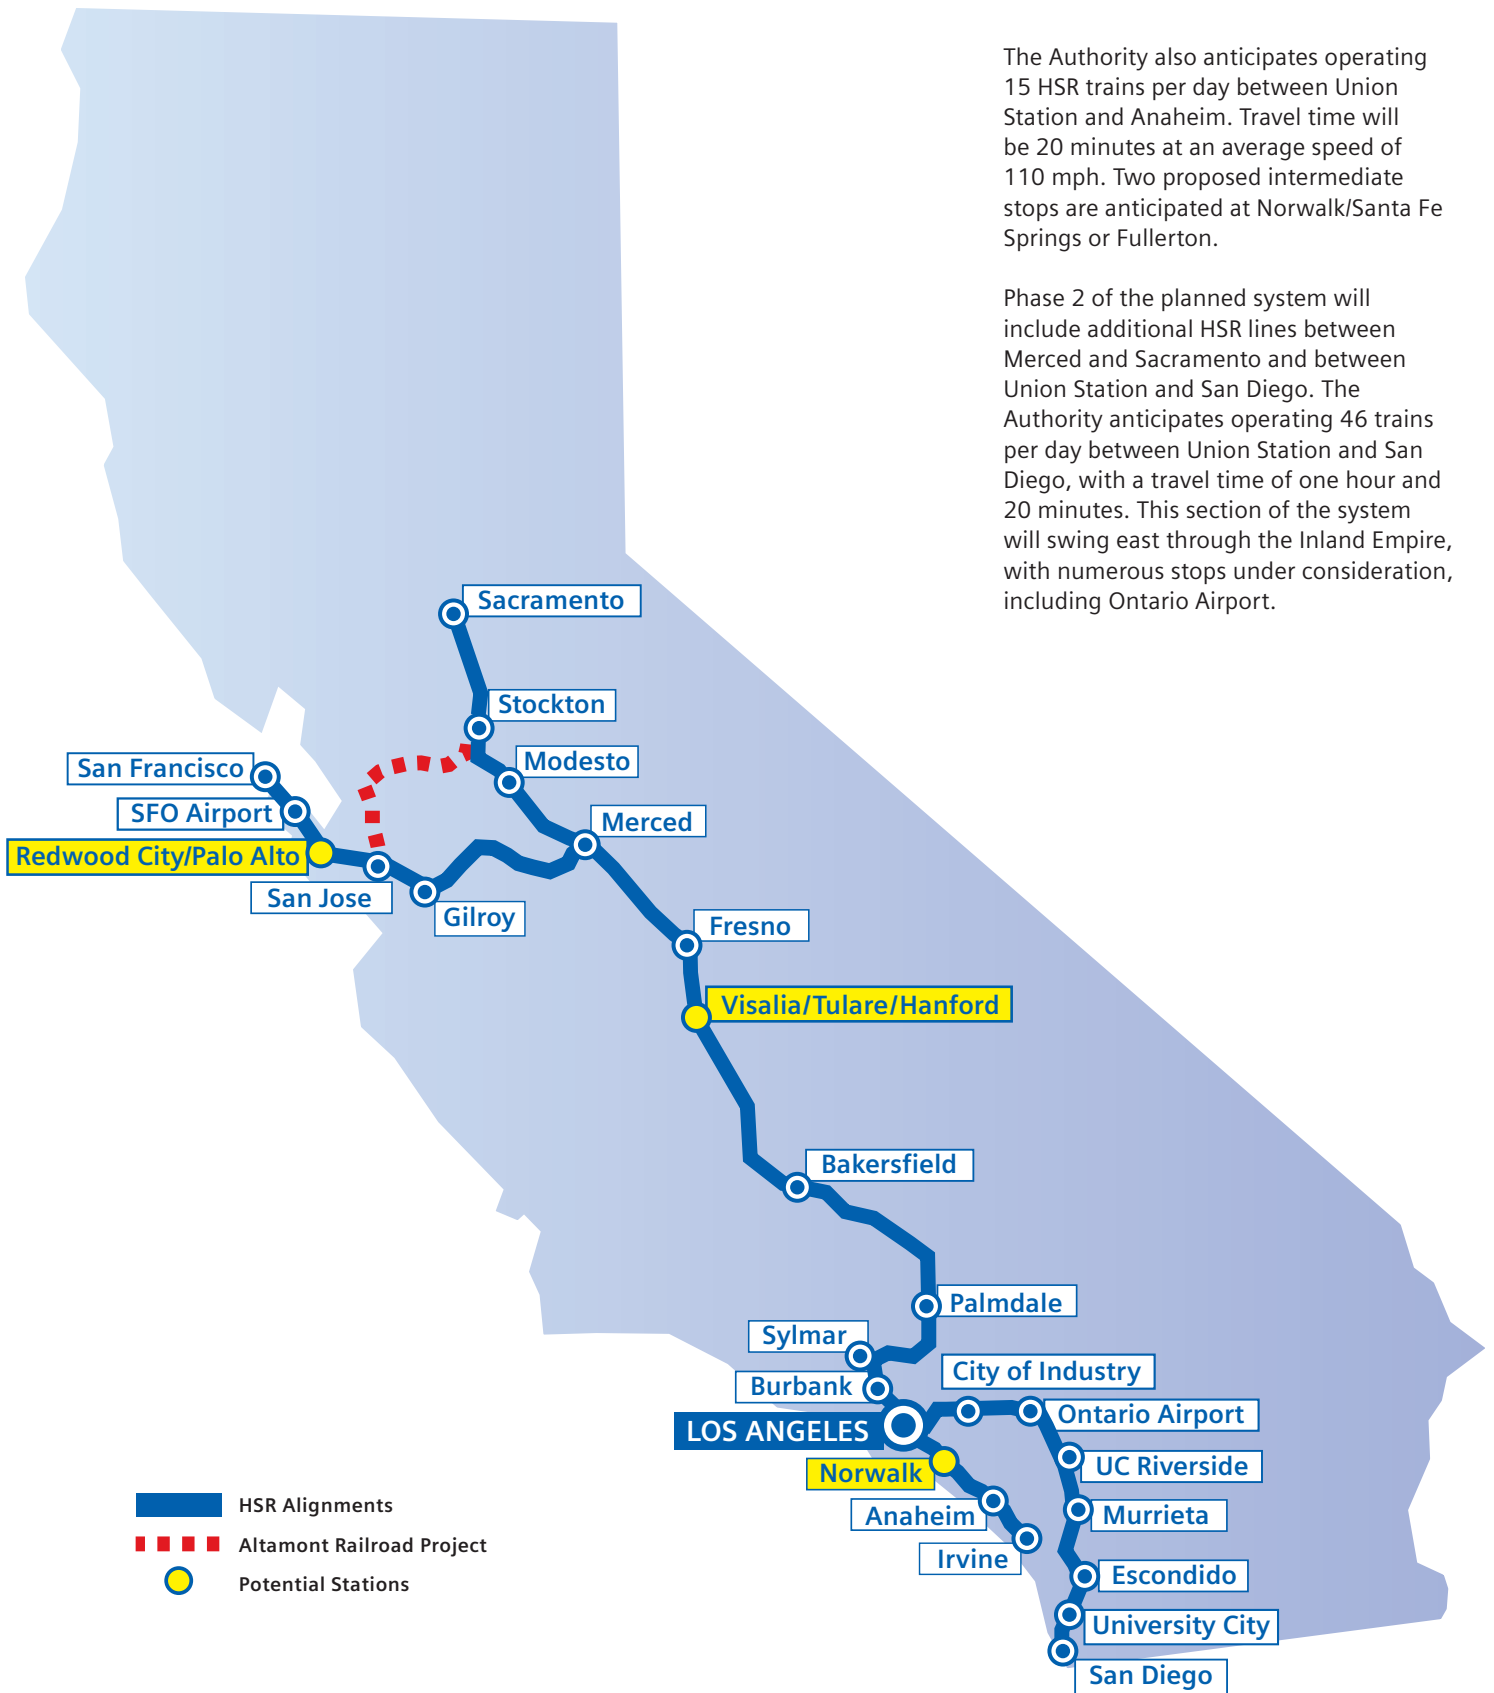 The Authority also anticipates operating
15 HSR trains per day between Union
Station and Anaheim. Travel time will
be 20 minutes at an average speed of
110 mph. Two proposed intermediate
stops are anticipated at Norwalk/Santa Fe
Springs or Fullerton.
Phase 2 of the planned system will
include additional HSR lines between
Merced and Sacramento and between
Union Station and San Diego. The
Authority anticipates operating 46 trains
per day between Union Station and San
Diego, with a travel time of one hour and
20 minutes. This section of the system
will swing east through the Inland Empire,
with numerous stops under consideration,
including Ontario Airport.
Sacramento
Stockton
Modesto
San Francisco
SFO Airport
Merced
Redwood City/Palo Alto
San Jose
Gilroy
Fresno
Visalia/Tulare/Hanford
Bakersfield
Palmdale
Sylmar
City of Industry
Burbank
Ontario Airport
LOS ANGELES
UC Riverside
Norwalk
Murrieta
Anaheim
Irvine
Escondido
University City
San Diego
HSR Alignments
Altamont Railroad Project
Potential Stations